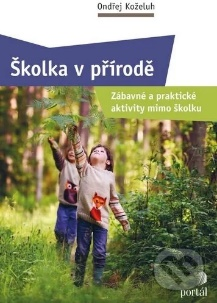 Ondřej Koželuh
Školka v přírodě
Zábavné a praktické
aktivity mimo školku
portál